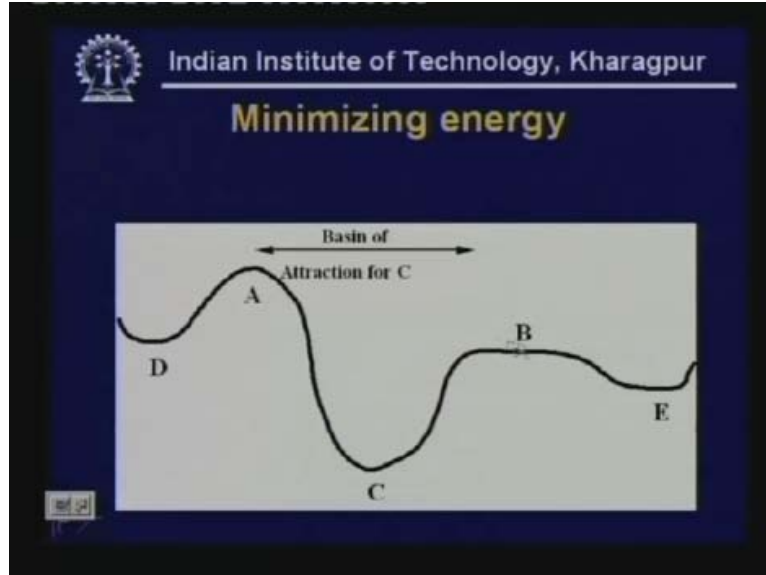 Indian Institute of Technology, Kharagpur
Minimizing energy
Basin of
Attraction for C
A
B
D
E
C